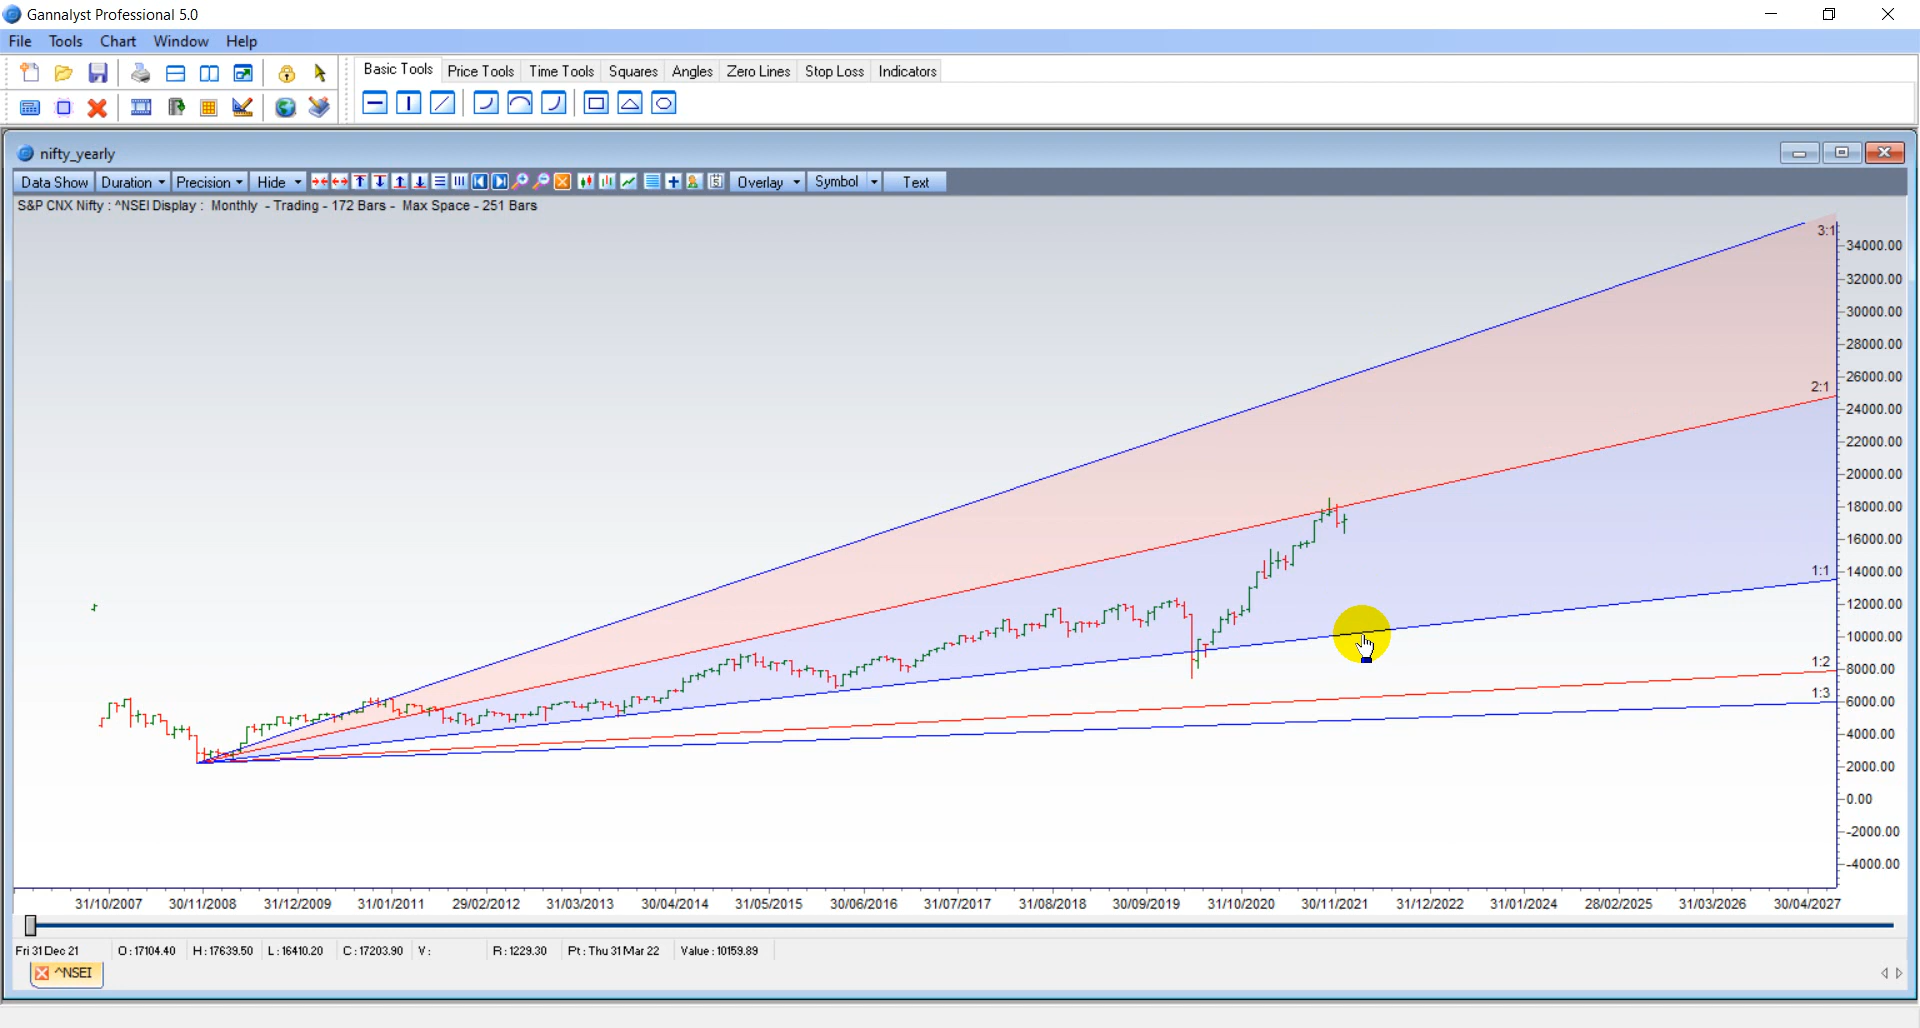 Gannalyst Professional 5.0
File Tools Chart Window Help
Basic Tools Price Tools Time Tools Squares Angles Zero Lines Stop Loss Indicators
nifty_yearly
Data Show Duration Precision Hide Overlay Symbol Text
S&P CNX Nifty : ^NSEI Display : Monthly - Trading - 172 Bars - Max Space - 251 Bars
3:1
34000.00
32000.00
30000.00
28000.00
2:1
26000.00
24000.00
22000.00
20000.00
18000.00
16000.00
1:1
14000.00
12000.00
10000.00
1:2
8000.00
1:3
6000.00
4000.00
2000.00
0.00
-2000.00
-4000.00
31/10/2007 30/11/2008 31/12/2009 31/01/2011 29/02/2012 31/03/2013 30/04/2014 31/05/2015 30/06/2016 31/07/2017 31/08/2018 30/09/2019 31/10/2020 30/11/2021 31/12/2022 31/01/2024 28/02/2025 31/03/2026 30/04/2027
Fri 31 Dec 21 O : 17104.40 H : 17639.50 L : 16410.20 C : 17203.90 V : R : 1229.30 Pt : Thu 31 Mar 22 Value : 10159.89
^NSEI